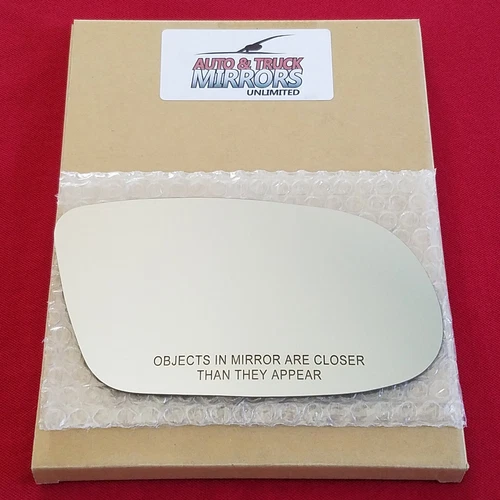 AUTO & TRUCK
MIRRORS
UNLIMITED
OBJECTS IN MIRROR ARE CLOSER
THAN THEY APPEAR